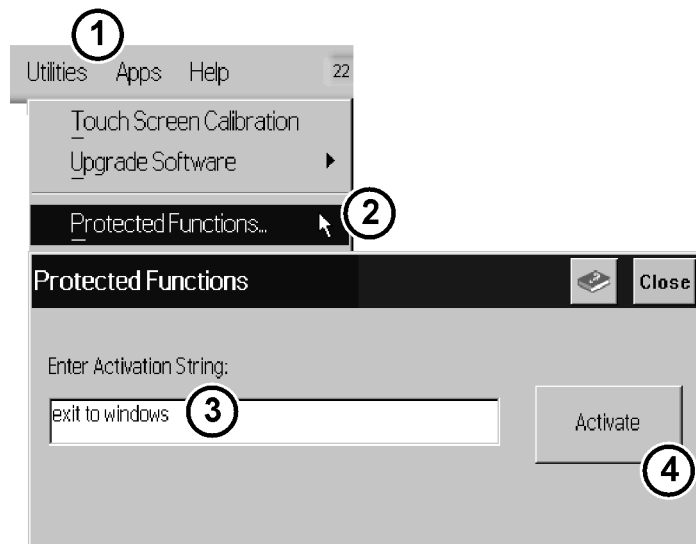 1
Utilities Apps Help 22
Touch Screen Calibration
Upgrade Software
Protected Functions...
2
Protected Functions
Close
Enter Activation String:
exit to windows
3
Activate
4